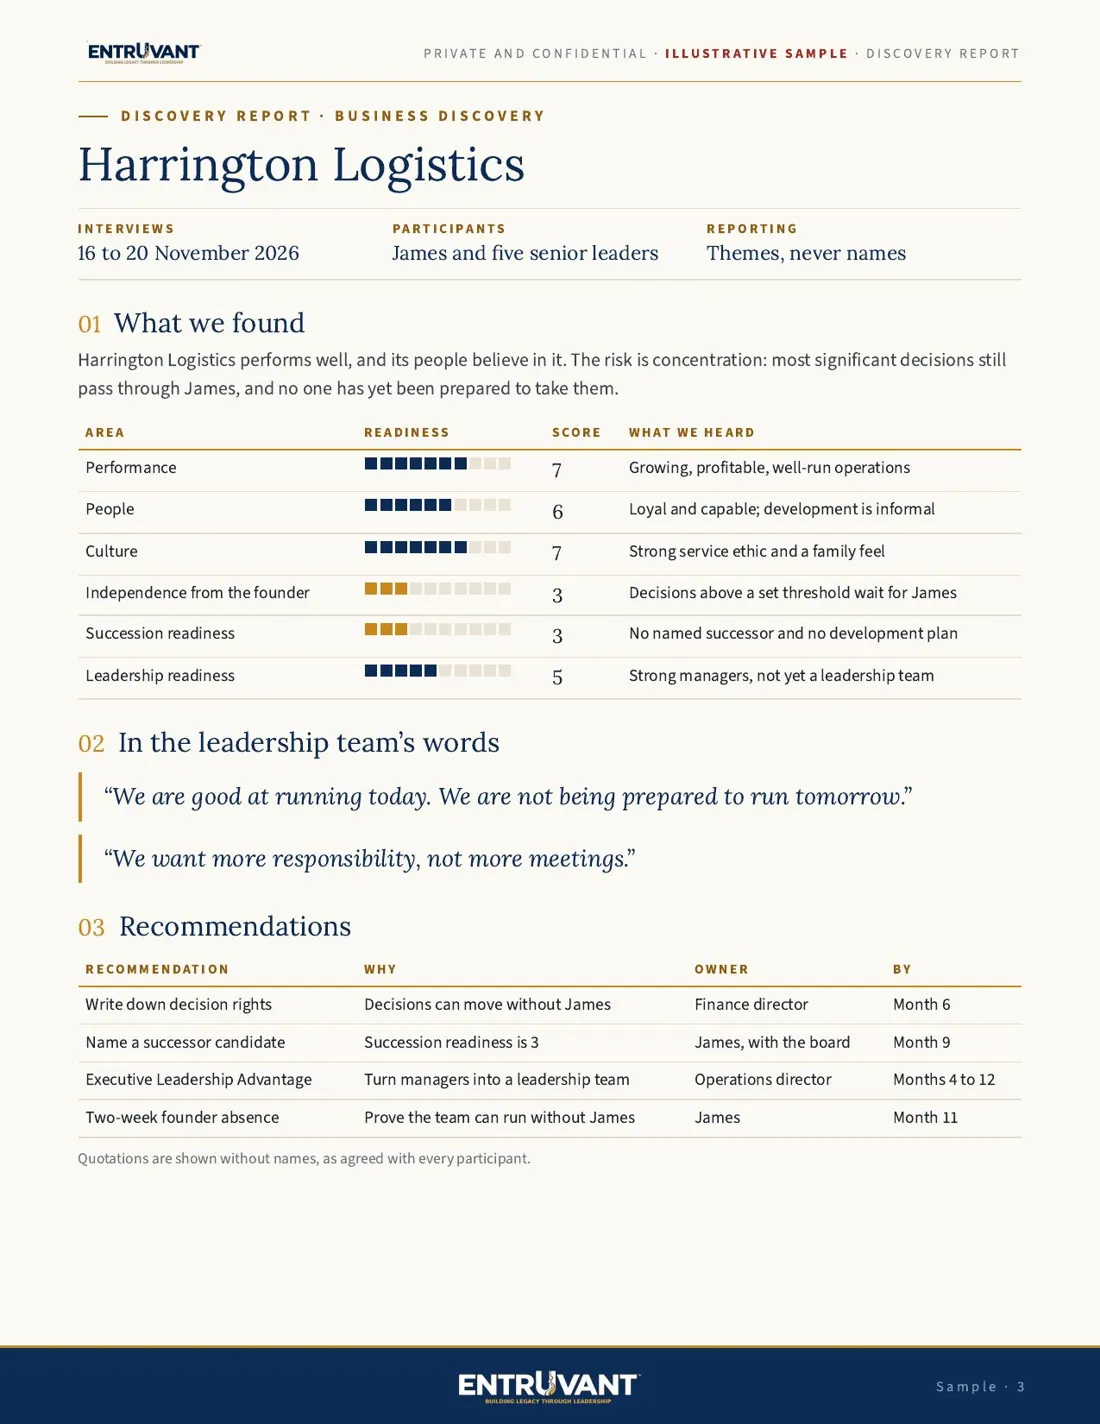 ENTRUVANT
BUILDING LEGACY THROUGH LEADERSHIP
PRIVATE AND CONFIDENTIAL · ILLUSTRATIVE SAMPLE · DISCOVERY REPORT
DISCOVERY REPORT · BUSINESS DISCOVERY
Harrington Logistics
INTERVIEWS PARTICIPANTS REPORTING
16 to 20 November 2026 James and five senior leaders Themes, never names
01 What we found
Harrington Logistics performs well, and its people believe in it. The risk is concentration: most significant decisions still
pass through James, and no one has yet been prepared to take them.
AREA READINESS SCORE WHAT WE HEARD
Performance 7 Growing, profitable, well-run operations
People 6 Loyal and capable; development is informal
Culture 7 Strong service ethic and a family feel
Independence from the founder 3 Decisions above a set threshold wait for James
Succession readiness 3 No named successor and no development plan
Leadership readiness 5 Strong managers, not yet a leadership team
02 In the leadership team’s words
“We are good at running today. We are not being prepared to run tomorrow.”
“We want more responsibility, not more meetings.”
03 Recommendations
RECOMMENDATION WHY OWNER BY
Write down decision rights Decisions can move without James Finance director Month 6
Name a successor candidate Succession readiness is 3 James, with the board Month 9
Executive Leadership Advantage Turn managers into a leadership team Operations director Months 4 to 12
Two-week founder absence Prove the team can run without James James Month 11
Quotations are shown without names, as agreed with every participant.
ENTRUVANT
BUILDING LEGACY THROUGH LEADERSHIP
Sample · 3